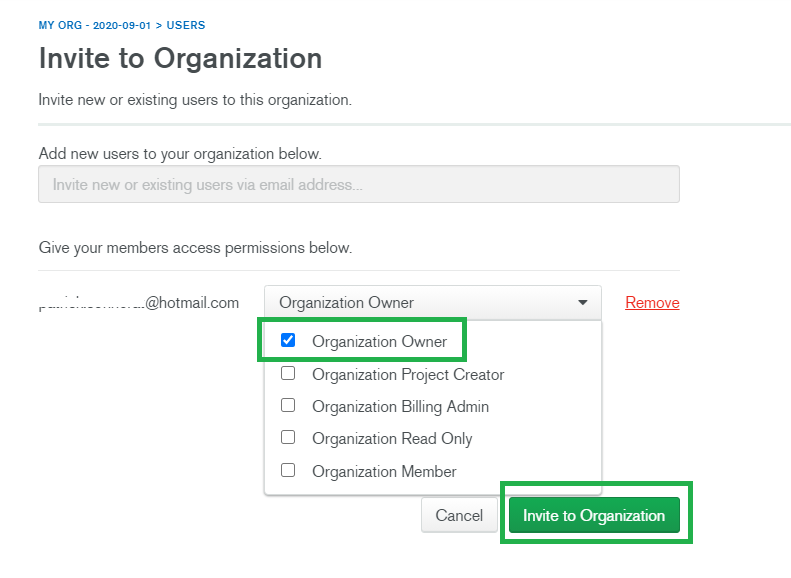 MY ORG - 2020-09-01 > USERS
Invite to Organization
Invite new or existing users to this organization.
Add new users to your organization below.
Invite new or existing users via email address...
Give your members access permissions below.
@hotmail.com Organization Owner Remove
Organization Owner
Organization Project Creator
Organization Billing Admin
Organization Read Only
Organization Member
Cancel Invite to Organization